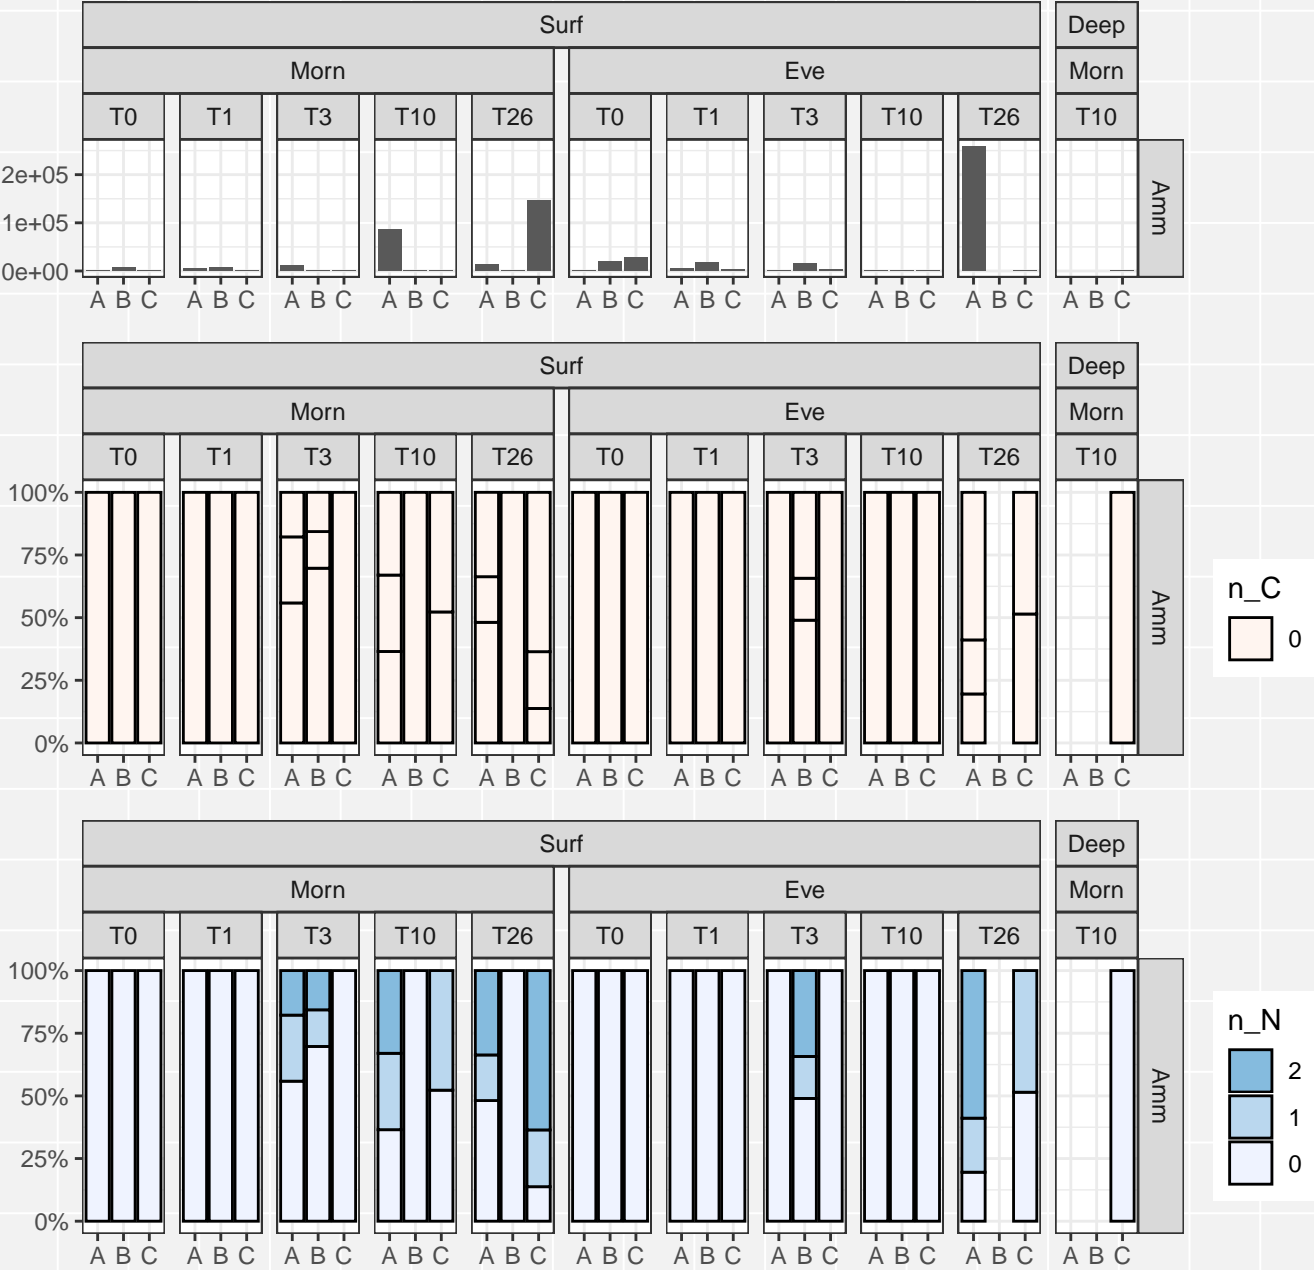 Surf Deep
Morn Eve Morn
T0 T1 T3 T10 T26 T0 T1 T3 T10 T26 T10
2e+05
1e+05
0e+00
Amm
A B C A B C A B C A B C A B C A B C A B C A B C A B C A B C A B C
Surf Deep
Morn Eve Morn
T0 T1 T3 T10 T26 T0 T1 T3 T10 T26 T10
100%
75%
50%
25%
0%
Amm
A B C A B C A B C A B C A B C A B C A B C A B C A B C A B C A B C
n_C
0
Surf Deep
Morn Eve Morn
T0 T1 T3 T10 T26 T0 T1 T3 T10 T26 T10
100%
75%
50%
25%
0%
Amm
A B C A B C A B C A B C A B C A B C A B C A B C A B C A B C A B C
n_N
2
1
0